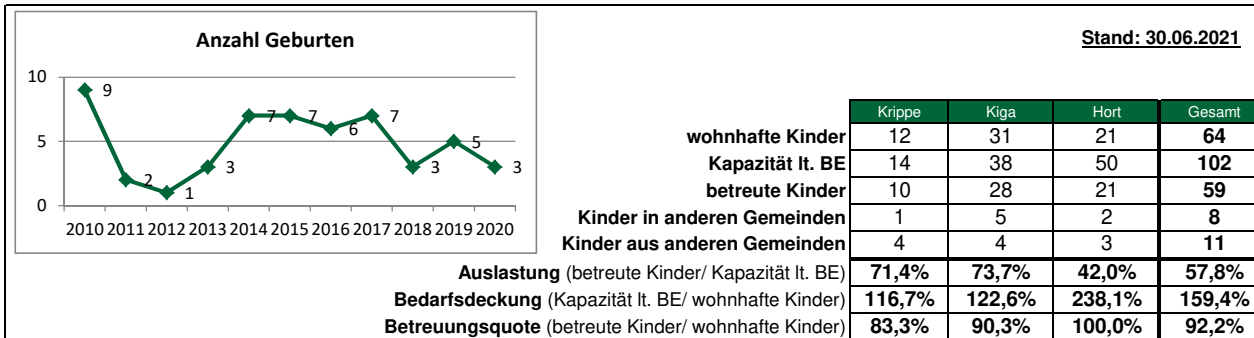 Anzahl Geburten
Stand: 30.06.2021
10
5
0
9
2
1
3
7
7
6
7
3
5
3
2010 2011 2012 2013 2014 2015 2016 2017 2018 2019 2020
Krippe Kiga Hort Gesamt
wohnhafte Kinder 12 31 21 64
Kapazität lt. BE 14 38 50 102
betreute Kinder 10 28 21 59
Kinder in anderen Gemeinden 1 5 2 8
Kinder aus anderen Gemeinden 4 4 3 11
Auslastung (betreute Kinder/ Kapazität lt. BE) 71,4% 73,7% 42,0% 57,8%
Bedarfsdeckung (Kapazität lt. BE/ wohnhafte Kinder) 116,7% 122,6% 238,1% 159,4%
Betreuungsquote (betreute Kinder/ wohnhafte Kinder) 83,3% 90,3% 100,0% 92,2%